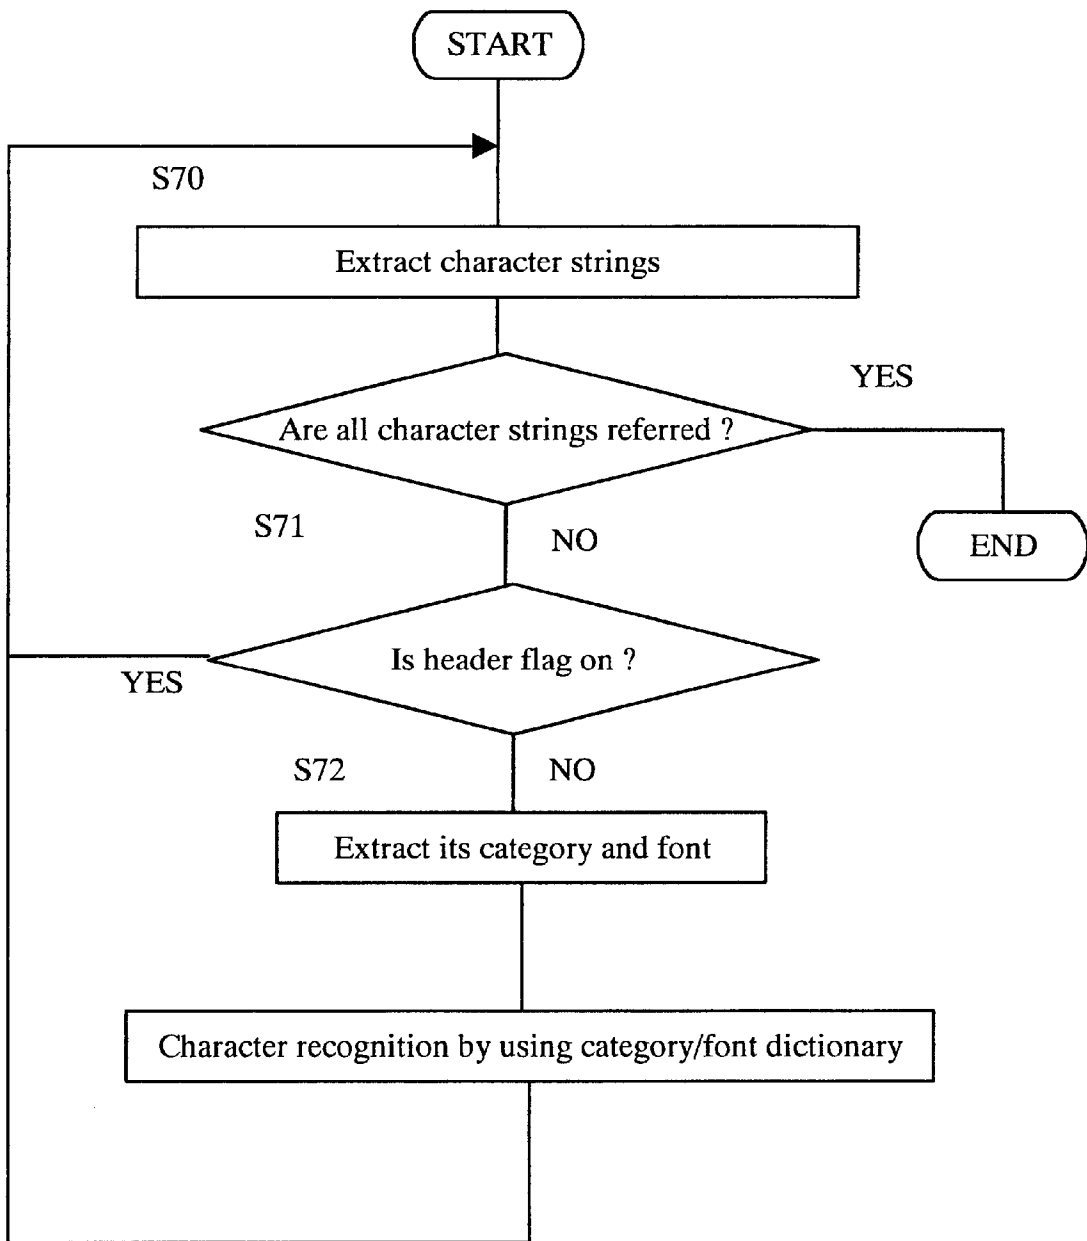 START
S70
Extract character strings
YES
Are all character strings referred ?
S71
NO
END
Is header flag on ?
YES
S72
NO
Extract its category and font
Character recognition by using category/font dictionary